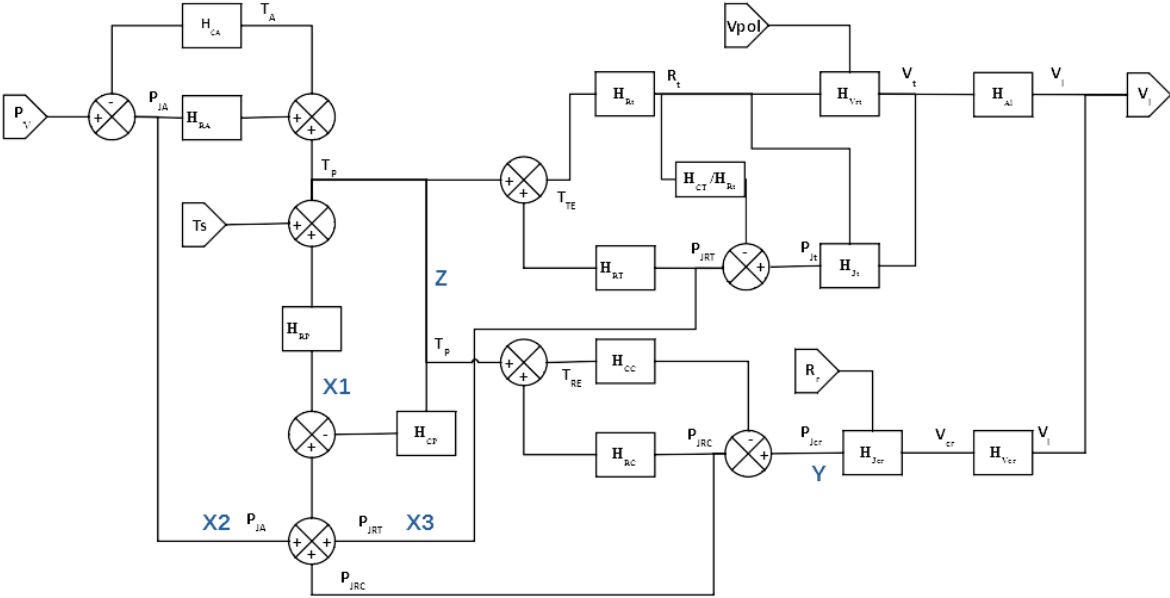 H_CA
T_A
Vpol
P_V
-
+
P_JA
H_RA
+
+
H_Rt
R_t
H_Vrt
V_t
H_Al
V_l
V_l
T_p
+
+
T_TE
H_CT/H_Rt
Ts
+
+
H_RT
P_JRT
-
+
P_Jt
H_Jt
Z
H_RP
T_p
+
+
T_RE
H_CC
R_r
X1
-
+
H_CP
H_RC
P_JRC
-
+
P_Jcr
H_Jcr
V_cr
H_Vcr
V_l
Y
X2
P_JA
+
+
+
P_JRT
X3
P_JRC